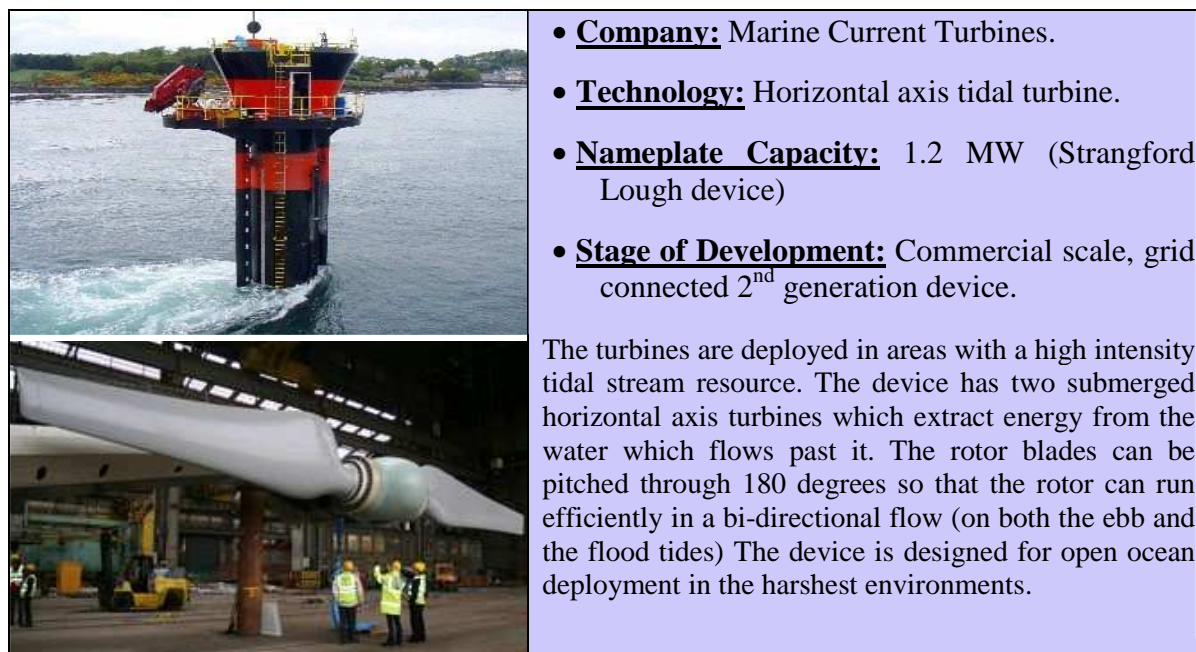 • Company: Marine Current Turbines.
• Technology: Horizontal axis tidal turbine.
• Nameplate Capacity: 1.2 MW (Strangford
Lough device)
• Stage of Development: Commercial scale, grid
connected 2nd generation device.
The turbines are deployed in areas with a high intensity
tidal stream resource. The device has two submerged
horizontal axis turbines which extract energy from the
water which flows past it. The rotor blades can be
pitched through 180 degrees so that the rotor can run
efficiently in a bi-directional flow (on both the ebb and
the flood tides) The device is designed for open ocean
deployment in the harshest environments.